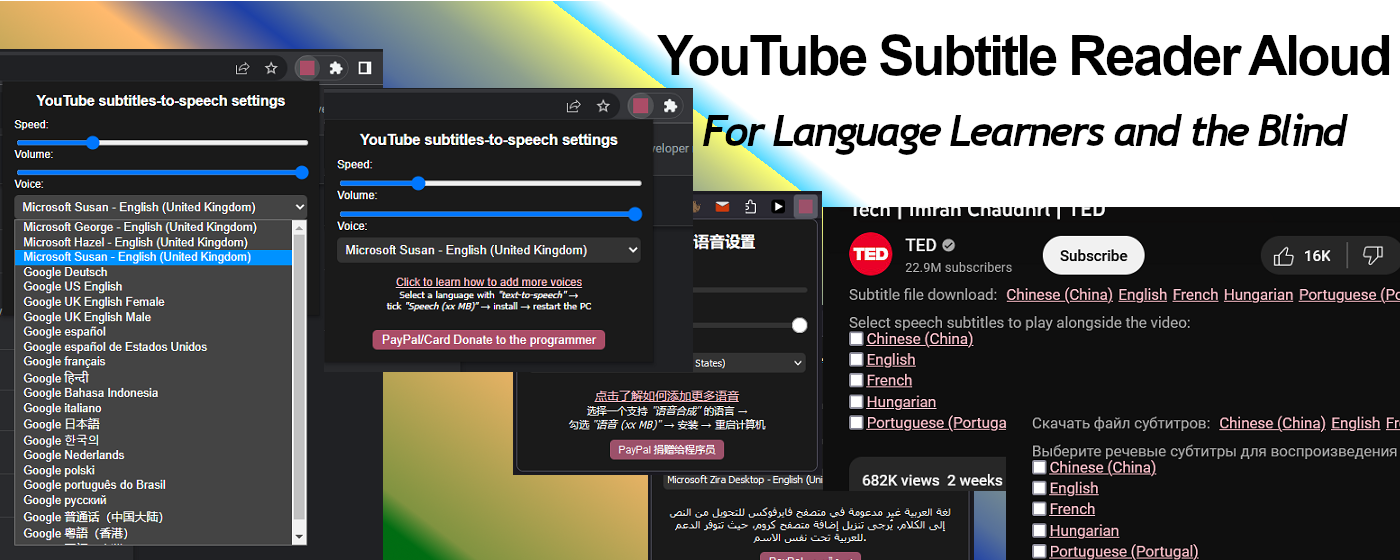 YouTube Subtitle Reader Aloud
For Language Learners and the Blind
YouTube subtitles-to-speech settings
Speed:
Volume:
Voice:
Microsoft Susan - English (United Kingdom)
Microsoft George - English (United Kingdom)
Microsoft Hazel - English (United Kingdom)
Microsoft Susan - English (United Kingdom)
Google Deutsch
Google US English
Google UK English Female
Google UK English Male
Google español
Google español de Estados Unidos
Google français
Google हिन्दी
Google Bahasa Indonesia
Google italiano
Google 日本語
Google 한국의
Google Nederlands
Google polski
Google português do Brasil
Google русский
Google 普通话（中国大陆）
Google 粵語（香港）
YouTube subtitles-to-speech settings
Speed:
Volume:
Voice:
Microsoft Susan - English (United Kingdom)
Click to learn how to add more voices
Select a language with "text-to-speech" →
tick "Speech (xx MB)" → install → restart the PC
PayPal/Card Donate to the programmer
veloper
语音设置
States)
点击了解如何添加更多语音
选择一个支持 "语音合成" 的语言 →
勾选 "语音 (xx MB)" → 安装 → 重启计算机
PayPal 捐赠给程序员
Microsoft Zira Desktop - English (Uni
لغة العربية غير مدعومة في متصفح فايرفوكس للتحويل من النص
إلى الكلام. يُرجى تنزيل إضافة متصفح كروم، حيث تتوفر الدعم
للعربية تحت نفس الاسم.
Tech | Imran Chaudhri | TED
TED
TED
22.9M subscribers
Subscribe
16K
Subtitle file download: Chinese (China) English French Hungarian Portuguese (Po
Select speech subtitles to play alongside the video:
Chinese (China)
English
French
Hungarian
Portuguese (Portuga
682K views 2 weeks
Скачать файл субтитров: Chinese (China) English Fr
Выберите речевые субтитры для воспроизведения
Chinese (China)
English
French
Hungarian
Portuguese (Portugal)